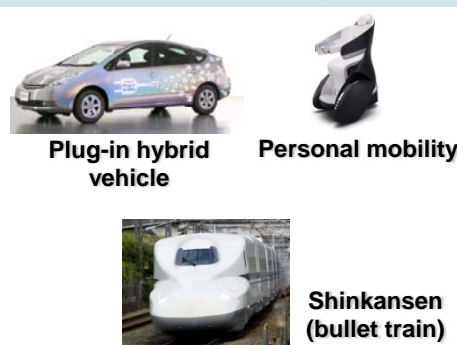 Plug-in hybrid
vehicle
Personal mobility
Shinkansen
(bullet train)